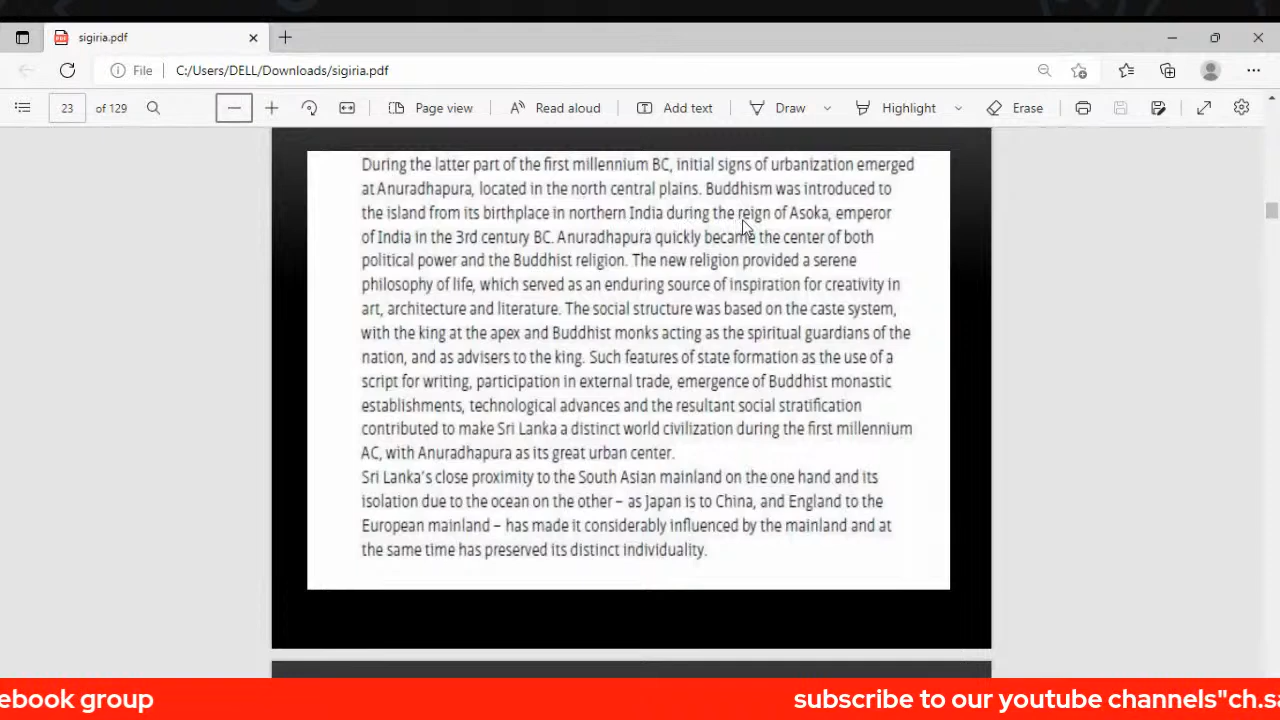 sigiria.pdf
File
C:/Users/DELL/Downloads/sigiria.pdf
23 of 129
Page view
Read aloud
Add text
Draw
Highlight
Erase
During the latter part of the first millennium BC, initial signs of urbanization emerged
at Anuradhapura, located in the north central plains. Buddhism was introduced to
the island from its birthplace in northern India during the reign of Asoka, emperor
of India in the 3rd century BC. Anuradhapura quickly became the center of both
political power and the Buddhist religion. The new religion provided a serene
philosophy of life, which served as an enduring source of inspiration for creativity in
art, architecture and literature. The social structure was based on the caste system,
with the king at the apex and Buddhist monks acting as the spiritual guardians of the
nation, and as advisers to the king. Such features of state formation as the use of a
script for writing, participation in external trade, emergence of Buddhist monastic
establishments, technological advances and the resultant social stratification
contributed to make Sri Lanka a distinct world civilization during the first millennium
AC, with Anuradhapura as its great urban center.
Sri Lanka's close proximity to the South Asian mainland on the one hand and its
isolation due to the ocean on the other – as Japan is to China, and England to the
European mainland – has made it considerably influenced by the mainland and at
the same time has preserved its distinct individuality.
ebook group
subscribe to our youtube channels"ch.sa